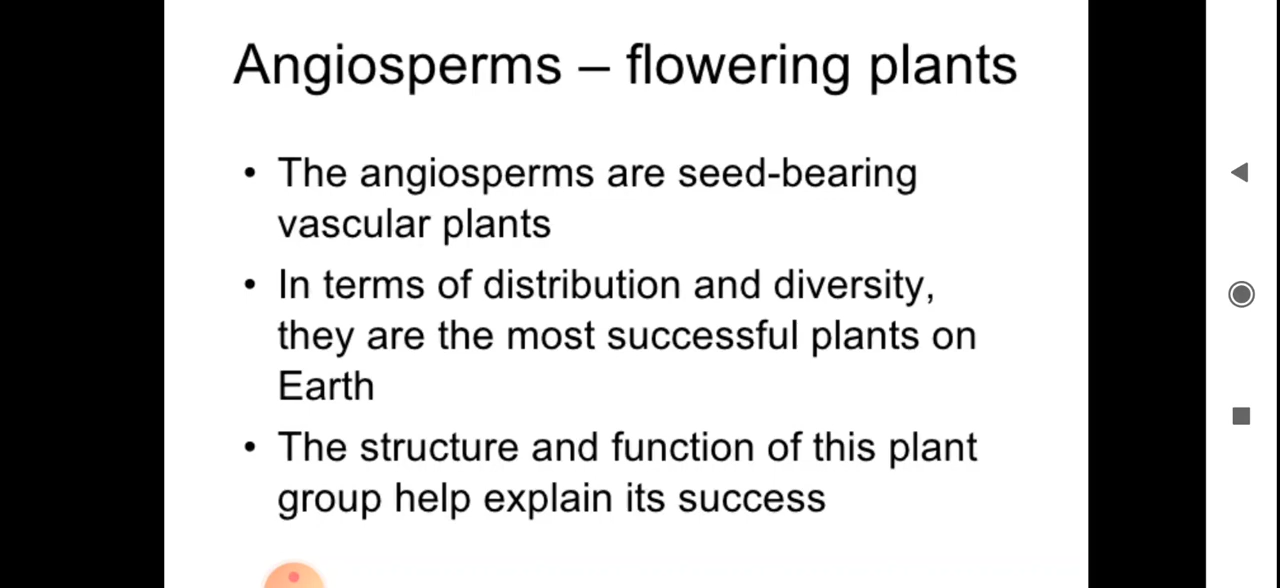 Angiosperms – flowering plants
• The angiosperms are seed-bearing
vascular plants
• In terms of distribution and diversity,
they are the most successful plants on
Earth
• The structure and function of this plant
group help explain its success